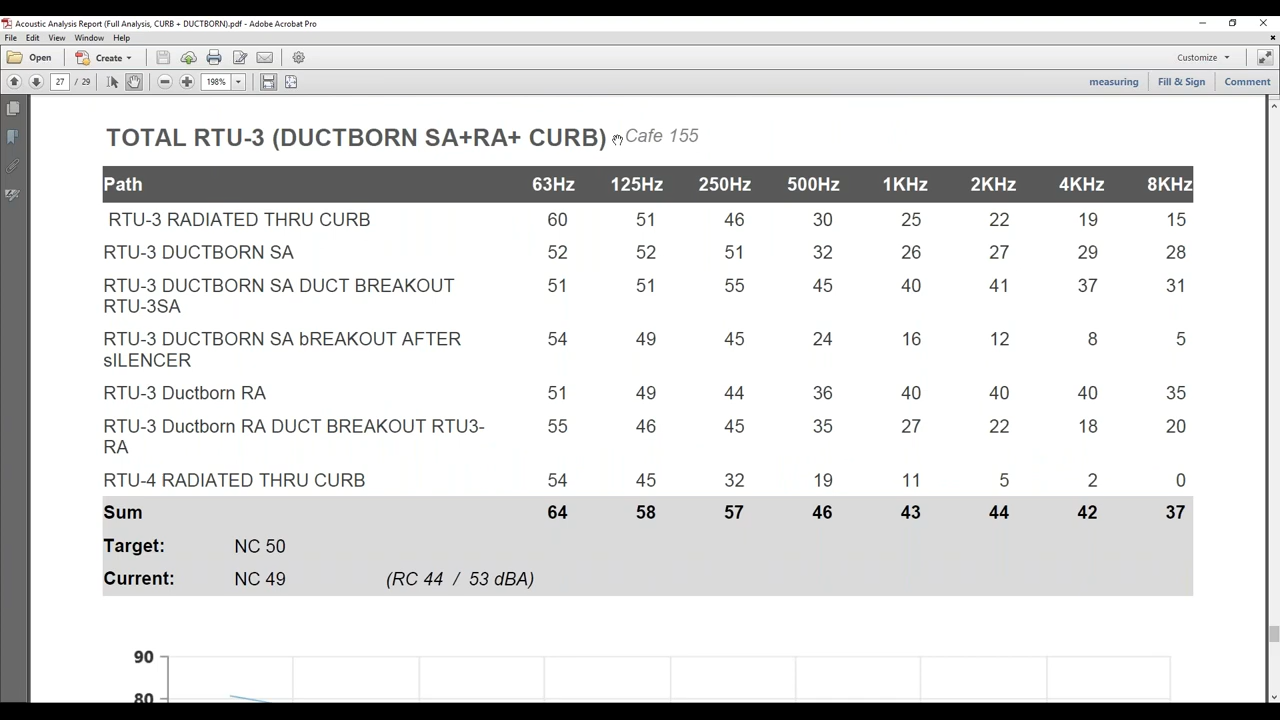 Acoustic Analysis Report (Full Analysis, CURB + DUCTBORN).pdf - Adobe Acrobat Pro
File Edit View Window Help
Open Create Customize
27 / 29 198% measuring Fill & Sign Comment
TOTAL RTU-3 (DUCTBORN SA+RA+ CURB) Cafe 155
Path 63Hz 125Hz 250Hz 500Hz 1KHz 2KHz 4KHz 8KHz
RTU-3 RADIATED THRU CURB 60 51 46 30 25 22 19 15
RTU-3 DUCTBORN SA 52 52 51 32 26 27 29 28
RTU-3 DUCTBORN SA DUCT BREAKOUT 51 51 55 45 40 41 37 31
RTU-3SA
RTU-3 DUCTBORN SA bREAKOUT AFTER 54 49 45 24 16 12 8 5
sILENCER
RTU-3 Ductborn RA 51 49 44 36 40 40 40 35
RTU-3 Ductborn RA DUCT BREAKOUT RTU3- 55 46 45 35 27 22 18 20
RA
RTU-4 RADIATED THRU CURB 54 45 32 19 11 5 2 0
Sum 64 58 57 46 43 44 42 37
Target: NC 50
Current: NC 49 (RC 44 / 53 dBA)
90
80